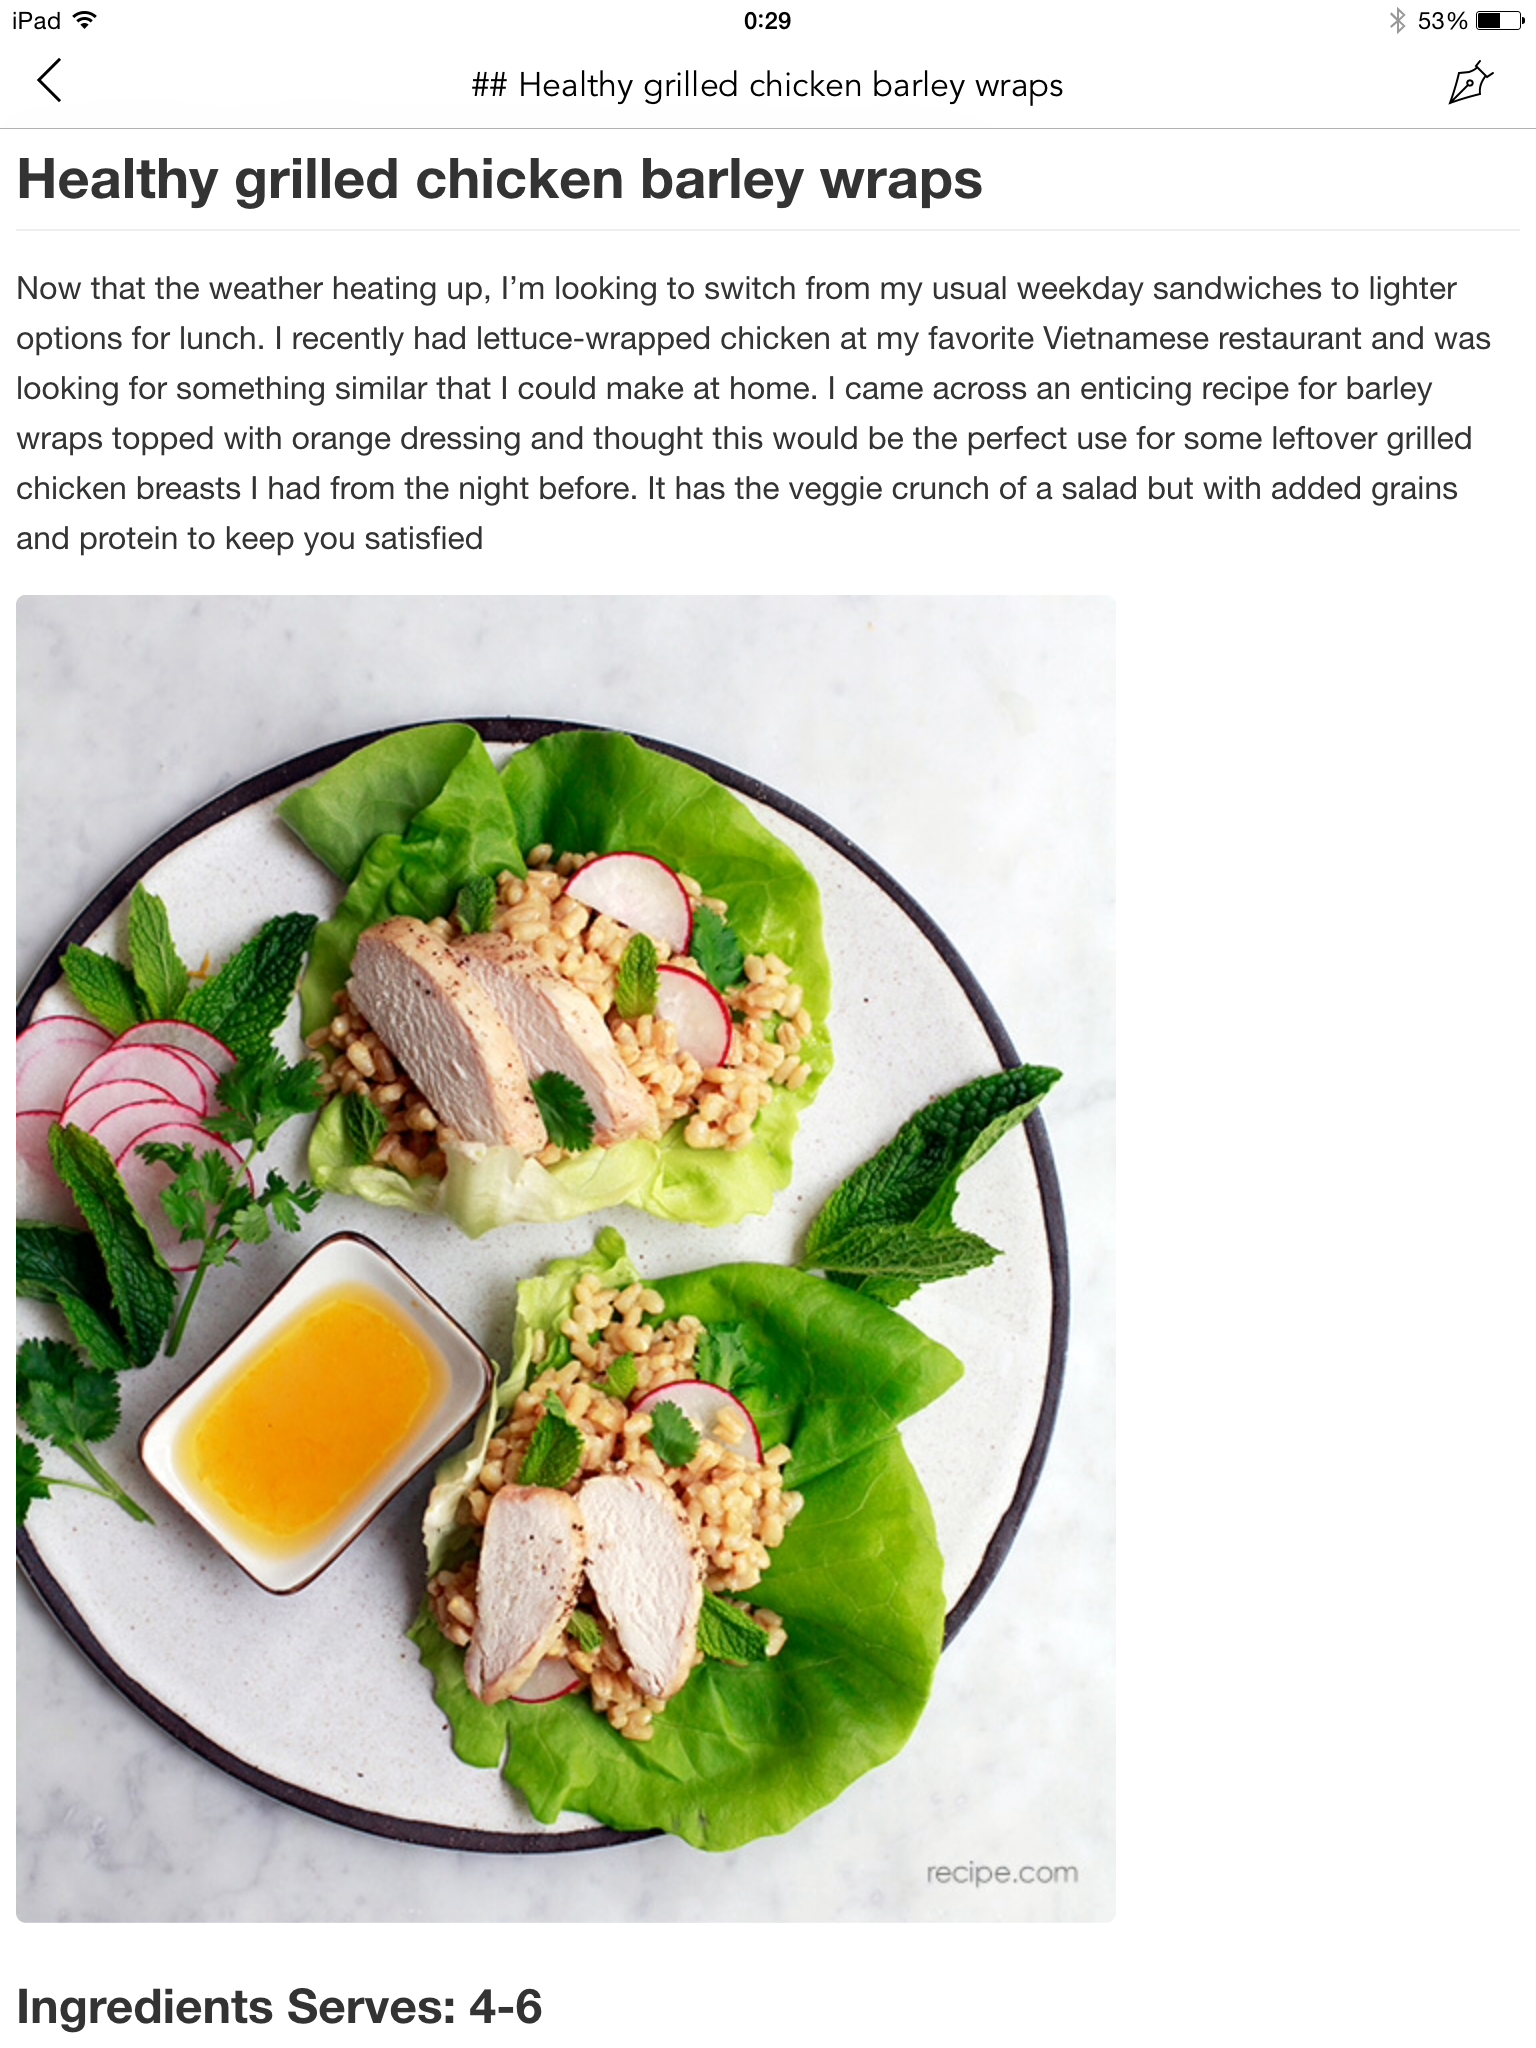 iPad 0:29 53%
## Healthy grilled chicken barley wraps
Healthy grilled chicken barley wraps
Now that the weather heating up, I’m looking to switch from my usual weekday sandwiches to lighter
options for lunch. I recently had lettuce-wrapped chicken at my favorite Vietnamese restaurant and was
looking for something similar that I could make at home. I came across an enticing recipe for barley
wraps topped with orange dressing and thought this would be the perfect use for some leftover grilled
chicken breasts I had from the night before. It has the veggie crunch of a salad but with added grains
and protein to keep you satisfied
recipe.com
Ingredients Serves: 4-6